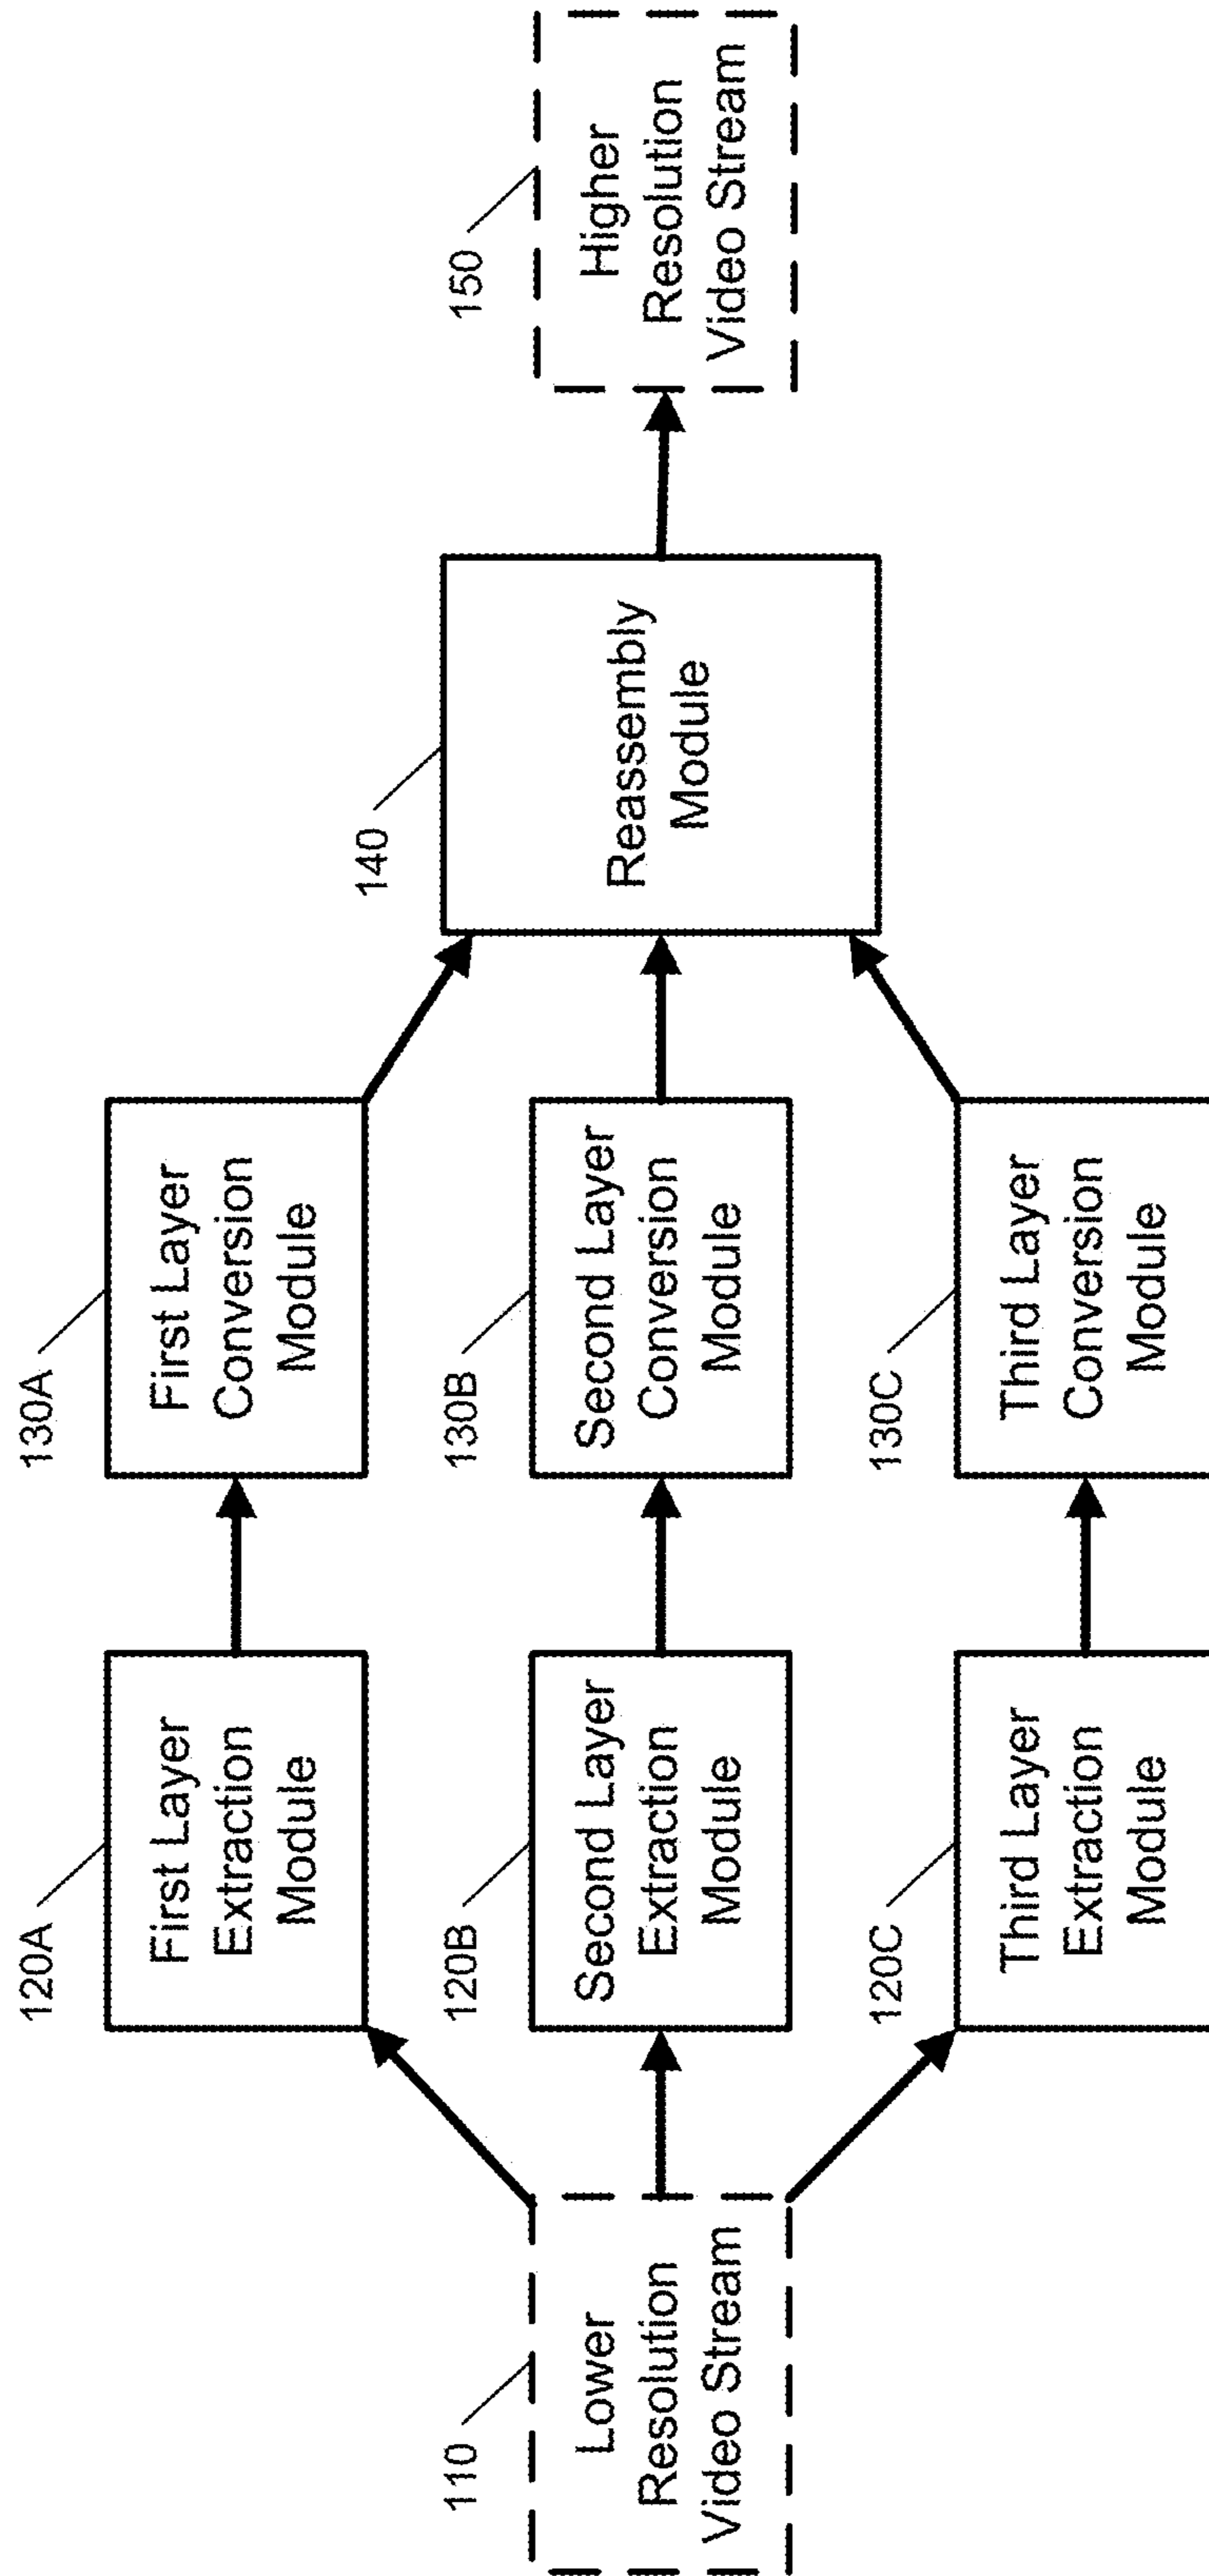 110
Lower
Resolution
Video Stream
120A
First Layer
Extraction
Module
120B
Second Layer
Extraction
Module
120C
Third Layer
Extraction
Module
130A
First Layer
Conversion
Module
130B
Second Layer
Conversion
Module
130C
Third Layer
Conversion
Module
140
Reassembly
Module
150
Higher
Resolution
Video Stream